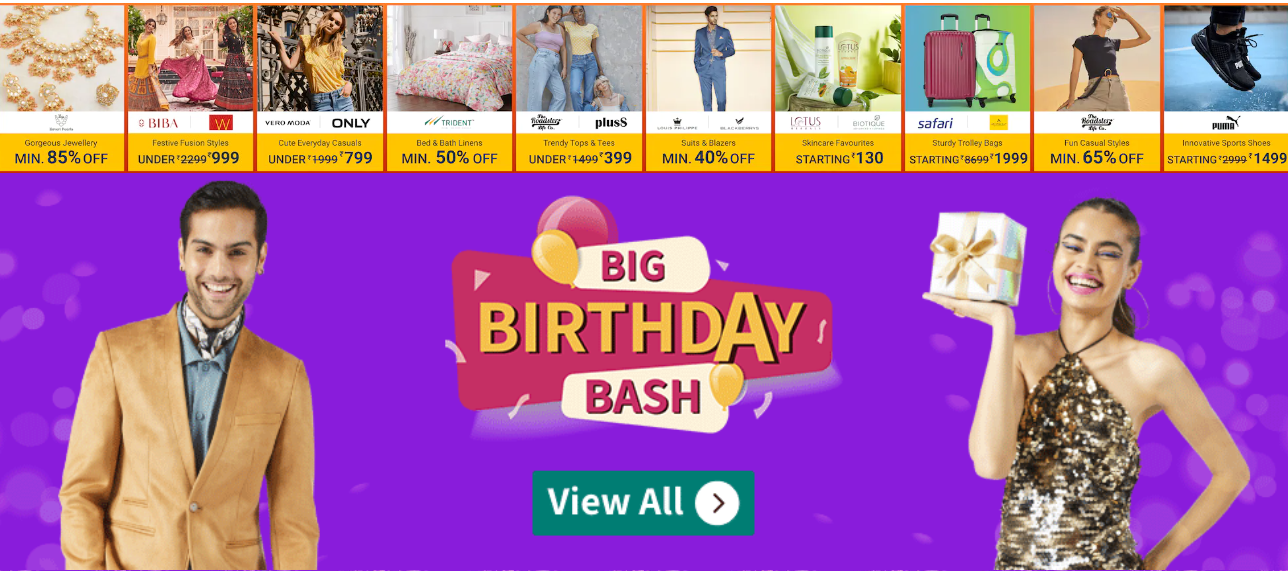 BIBA
W
VERO MODA
ONLY
TRIDENT
The
Roadster
Life Co.
plusS
LOUIS PHILIPPE
BLACKBERRYS
LOTUS
HERBALS
BIOTIQUE
safari
The
Roadster
Life Co.
PUMA
Gorgeous Jewellery
MIN. 85% OFF
Festive Fusion Styles
UNDER ₹2299 ₹999
Cute Everyday Casuals
UNDER ₹1999 ₹799
Bed & Bath Linens
MIN. 50% OFF
Trendy Tops & Tees
UNDER ₹1499 ₹399
Suits & Blazers
MIN. 40% OFF
Skincare Favourites
STARTING ₹130
Sturdy Trolley Bags
STARTING ₹8699 ₹1999
Fun Casual Styles
MIN. 65% OFF
Innovative Sports Shoes
STARTING ₹2999 ₹1499
BIG
BIRTHDAY
BASH
View All